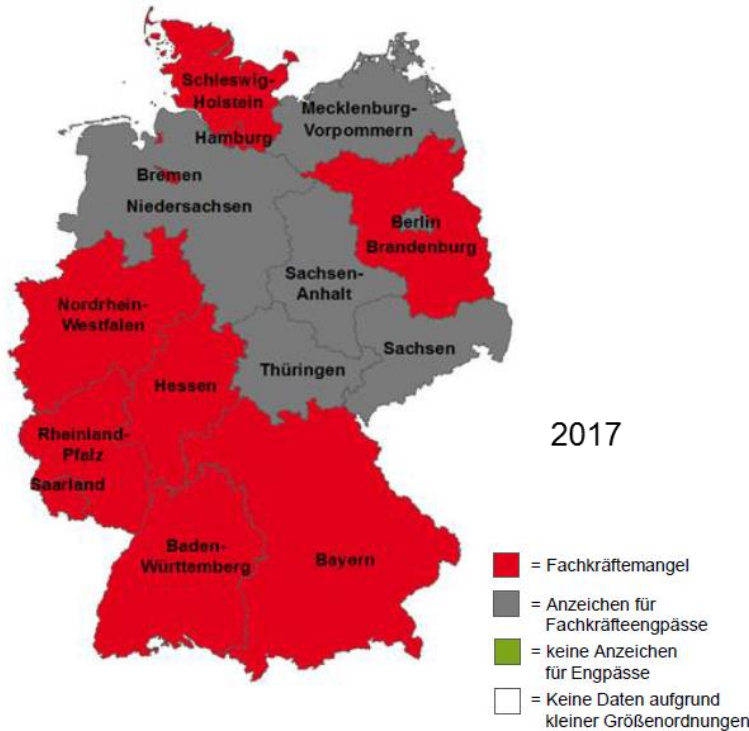 Schleswig-
Holstein
Mecklenburg-
Vorpommern
Hamburg
Bremen
Niedersachsen
Berlin
Brandenburg
Sachsen-
Anhalt
Nordrhein-
Westfalen
Sachsen
Thüringen
Hessen
Rheinland-
Pfalz
Saarland
Baden-
Württemberg
Bayern
2017
= Fachkräftemangel
= Anzeichen für
Fachkräfteengpässe
= keine Anzeichen
für Engpässe
= Keine Daten aufgrund
kleiner Größenordnungen